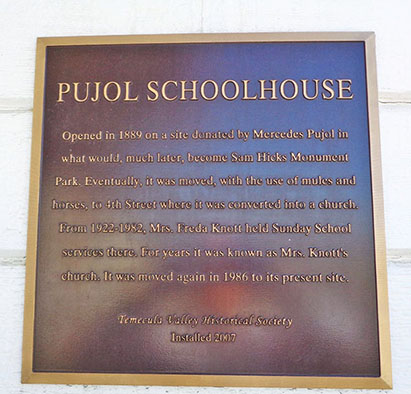 PUJOL SCHOOLHOUSE
Opened in 1889 on a site donated by Mercedes Pujol in
what would, much later, become Sam Hicks Monument
Park. Eventually, it was moved, with the use of mules and
horses, to 4th Street where it was converted into a church.
From 1922-1982, Mrs. Freda Knott held Sunday School
services there. For years it was known as Mrs. Knott's
church. It was moved again in 1986 to its present site.
Temecula Valley Historical Society
Installed 2007